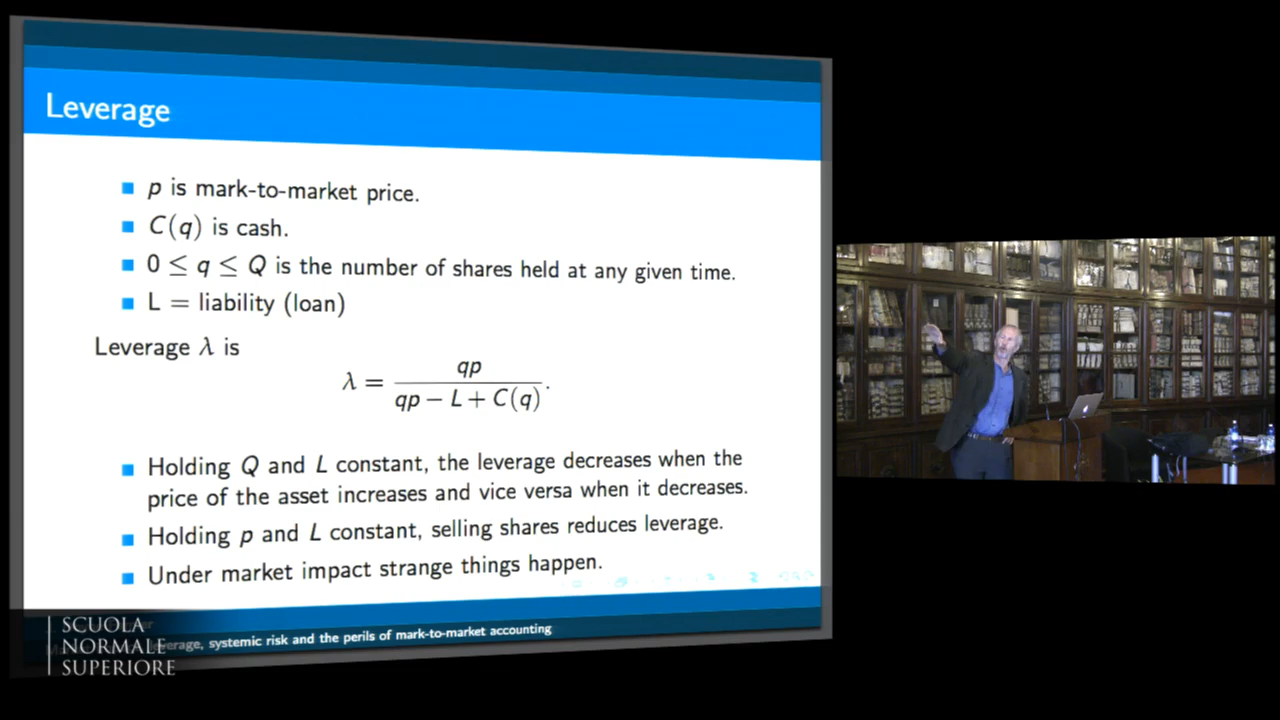 Leverage
p is mark-to-market price.
C(q) is cash.
0 ≤ q ≤ Q is the number of shares held at any given time.
L = liability (loan)
Leverage λ is
λ = qp / (qp − L + C(q)).
Holding Q and L constant, the leverage decreases when the
price of the asset increases and vice versa when it decreases.
Holding p and L constant, selling shares reduces leverage.
Under market impact strange things happen.
systemic risk and the perils of mark-to-market accounting
SCUOLA
NORMALE
SUPERIORE